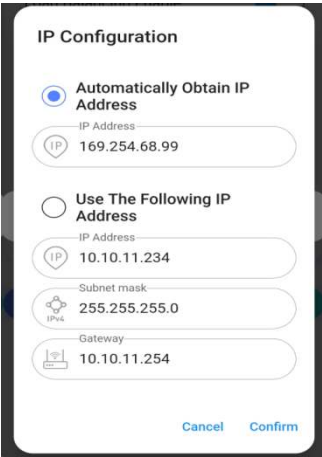 IP Configuration
Automatically Obtain IP
Address
IP Address
IP
169.254.68.99
Use The Following IP
Address
IP Address
IP
10.10.11.234
Subnet mask
IPv4
255.255.255.0
Gateway
10.10.11.254
Cancel Confirm